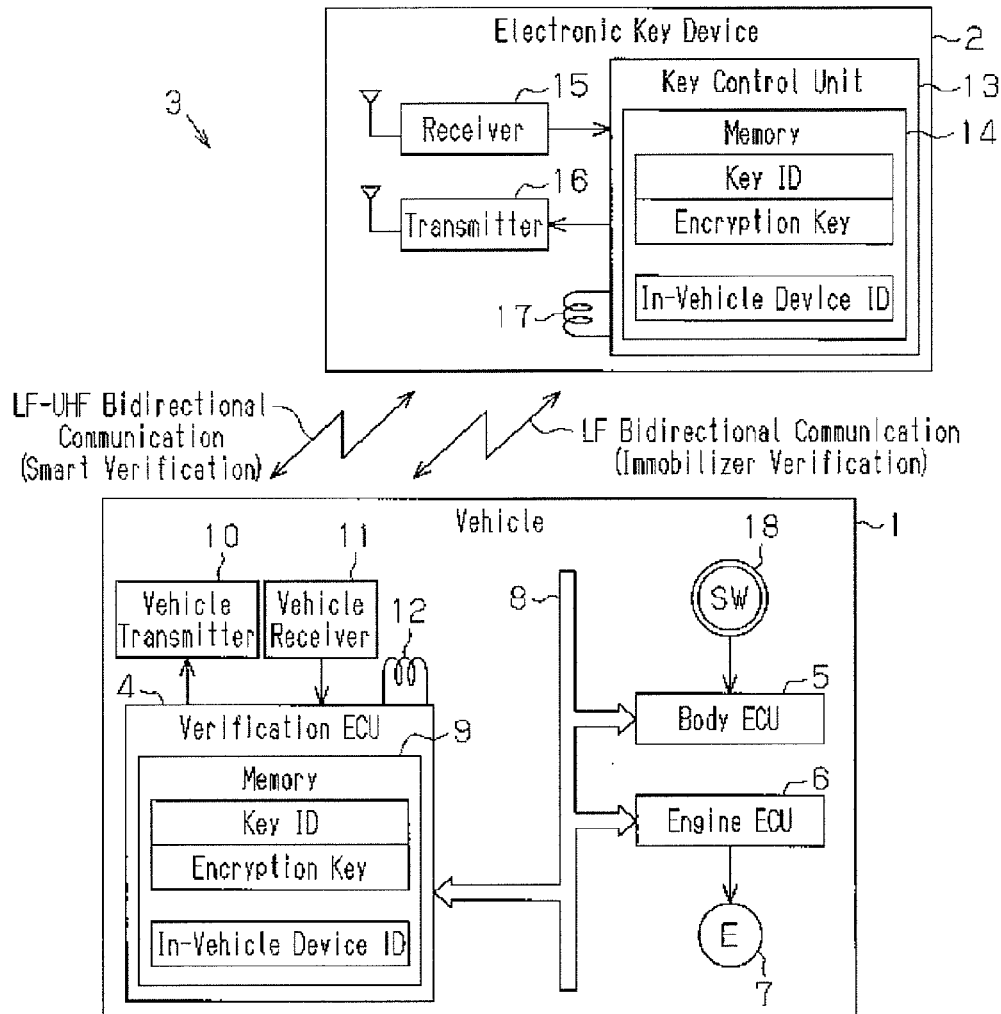 Electronic Key Device
2
Key Control Unit
13
3
15
Receiver
Memory
14
Key ID
16
Transmitter
Encryption Key
17
In-Vehicle Device ID
LF-UHF Bidirectional
Communication
(Smart Verification)
LF Bidirectional Communication
(Immobilizer Verification)
Vehicle
1
10
11
18
Vehicle
Transmitter
Vehicle
Receiver
12
8
SW
4
5
Verification ECU
9
Body ECU
Memory
6
Key ID
Engine ECU
Encryption Key
In-Vehicle Device ID
E
7